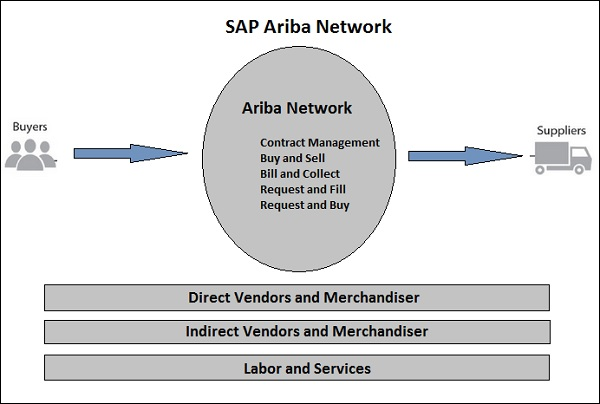 SAP Ariba Network
Ariba Network
Buyers
Suppliers
Contract Management
Buy and Sell
Bill and Collect
Request and Fill
Request and Buy
Direct Vendors and Merchandiser
Indirect Vendors and Merchandiser
Labor and Services